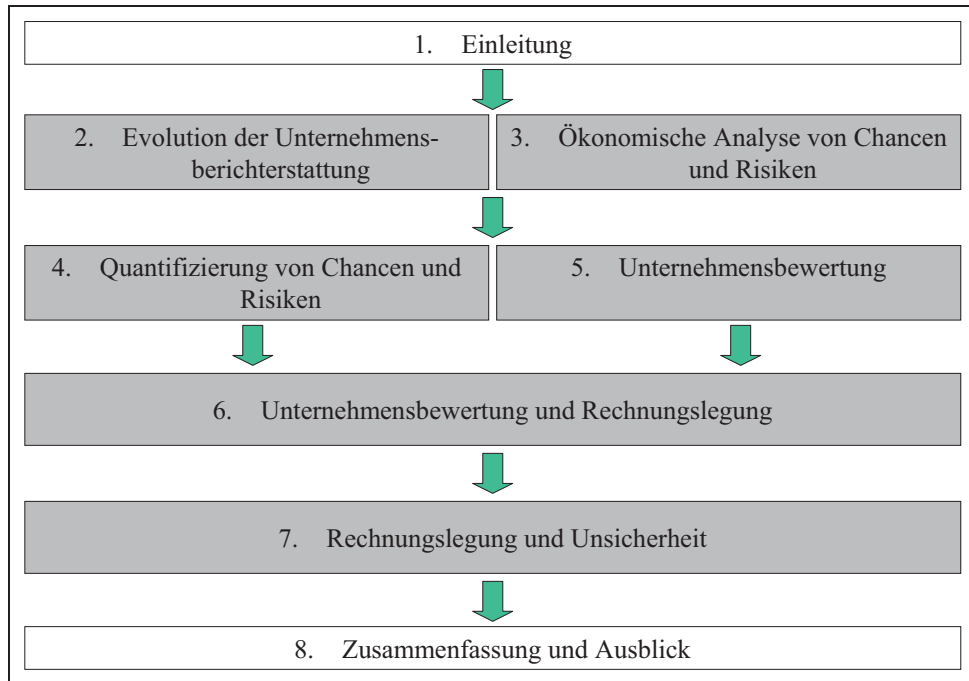 1. Einleitung
2. Evolution der Unternehmens-
berichterstattung
3. Ökonomische Analyse von Chancen
und Risiken
4. Quantifizierung von Chancen und
Risiken
5. Unternehmensbewertung
6. Unternehmensbewertung und Rechnungslegung
7. Rechnungslegung und Unsicherheit
8. Zusammenfassung und Ausblick